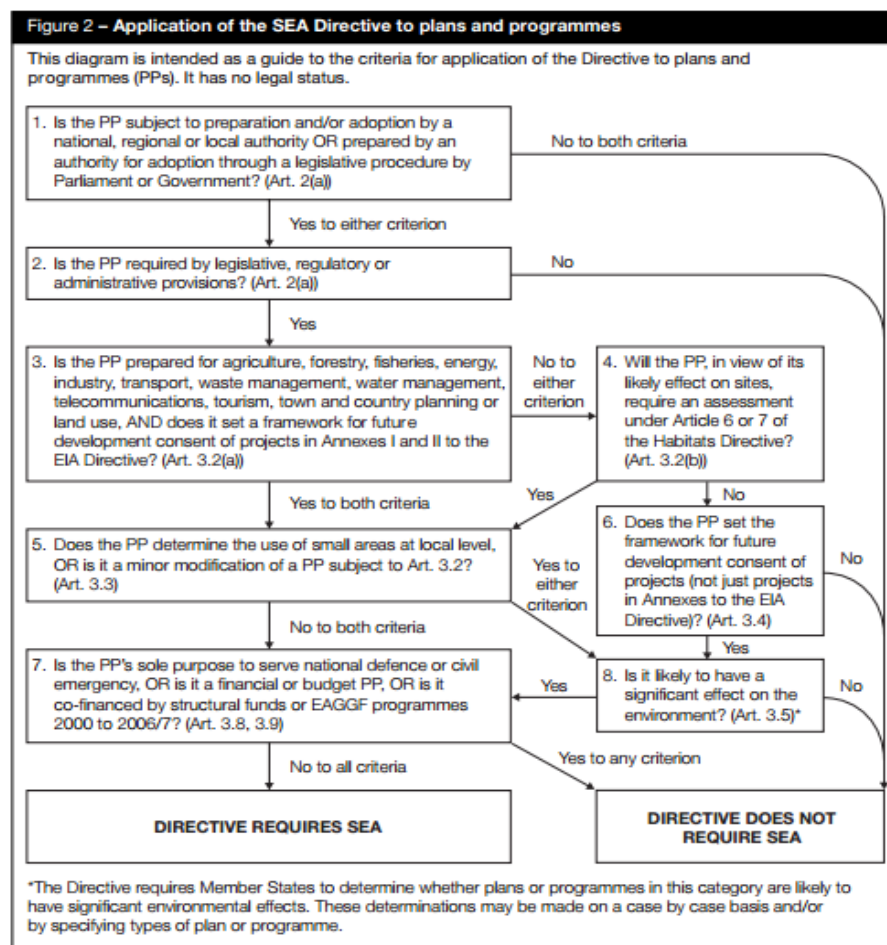 Figure 2 – Application of the SEA Directive to plans and programmes
This diagram is intended as a guide to the criteria for application of the Directive to plans and
programmes (PPs). It has no legal status.
1. Is the PP subject to preparation and/or adoption by a
national, regional or local authority OR prepared by an
authority for adoption through a legislative procedure by
Parliament or Government? (Art. 2(a))
No to both criteria
Yes to either criterion
2. Is the PP required by legislative, regulatory or
administrative provisions? (Art. 2(a))
No
Yes
3. Is the PP prepared for agriculture, forestry, fisheries, energy,
industry, transport, waste management, water management,
telecommunications, tourism, town and country planning or
land use, AND does it set a framework for future
development consent of projects in Annexes I and II to the
EIA Directive? (Art. 3.2(a))
No to
either
criterion
4. Will the PP, in view of its
likely effect on sites,
require an assessment
under Article 6 or 7 of
the Habitats Directive?
(Art. 3.2(b))
Yes to both criteria
Yes
No
5. Does the PP determine the use of small areas at local level,
OR is it a minor modification of a PP subject to Art. 3.2?
(Art. 3.3)
Yes to
either
criterion
6. Does the PP set the
framework for future
development consent of
projects (not just projects
in Annexes to the EIA
Directive)? (Art. 3.4)
No
No to both criteria
Yes
7. Is the PP's sole purpose to serve national defence or civil
emergency, OR is it a financial or budget PP, OR is it
co-financed by structural funds or EAGGF programmes
2000 to 2006/7? (Art. 3.8, 3.9)
Yes
8. Is it likely to have a
significant effect on the
environment? (Art. 3.5)*
No
No to all criteria
Yes to any criterion
DIRECTIVE REQUIRES SEA
DIRECTIVE DOES NOT
REQUIRE SEA
*The Directive requires Member States to determine whether plans or programmes in this category are likely to
have significant environmental effects. These determinations may be made on a case by case basis and/or
by specifying types of plan or programme.